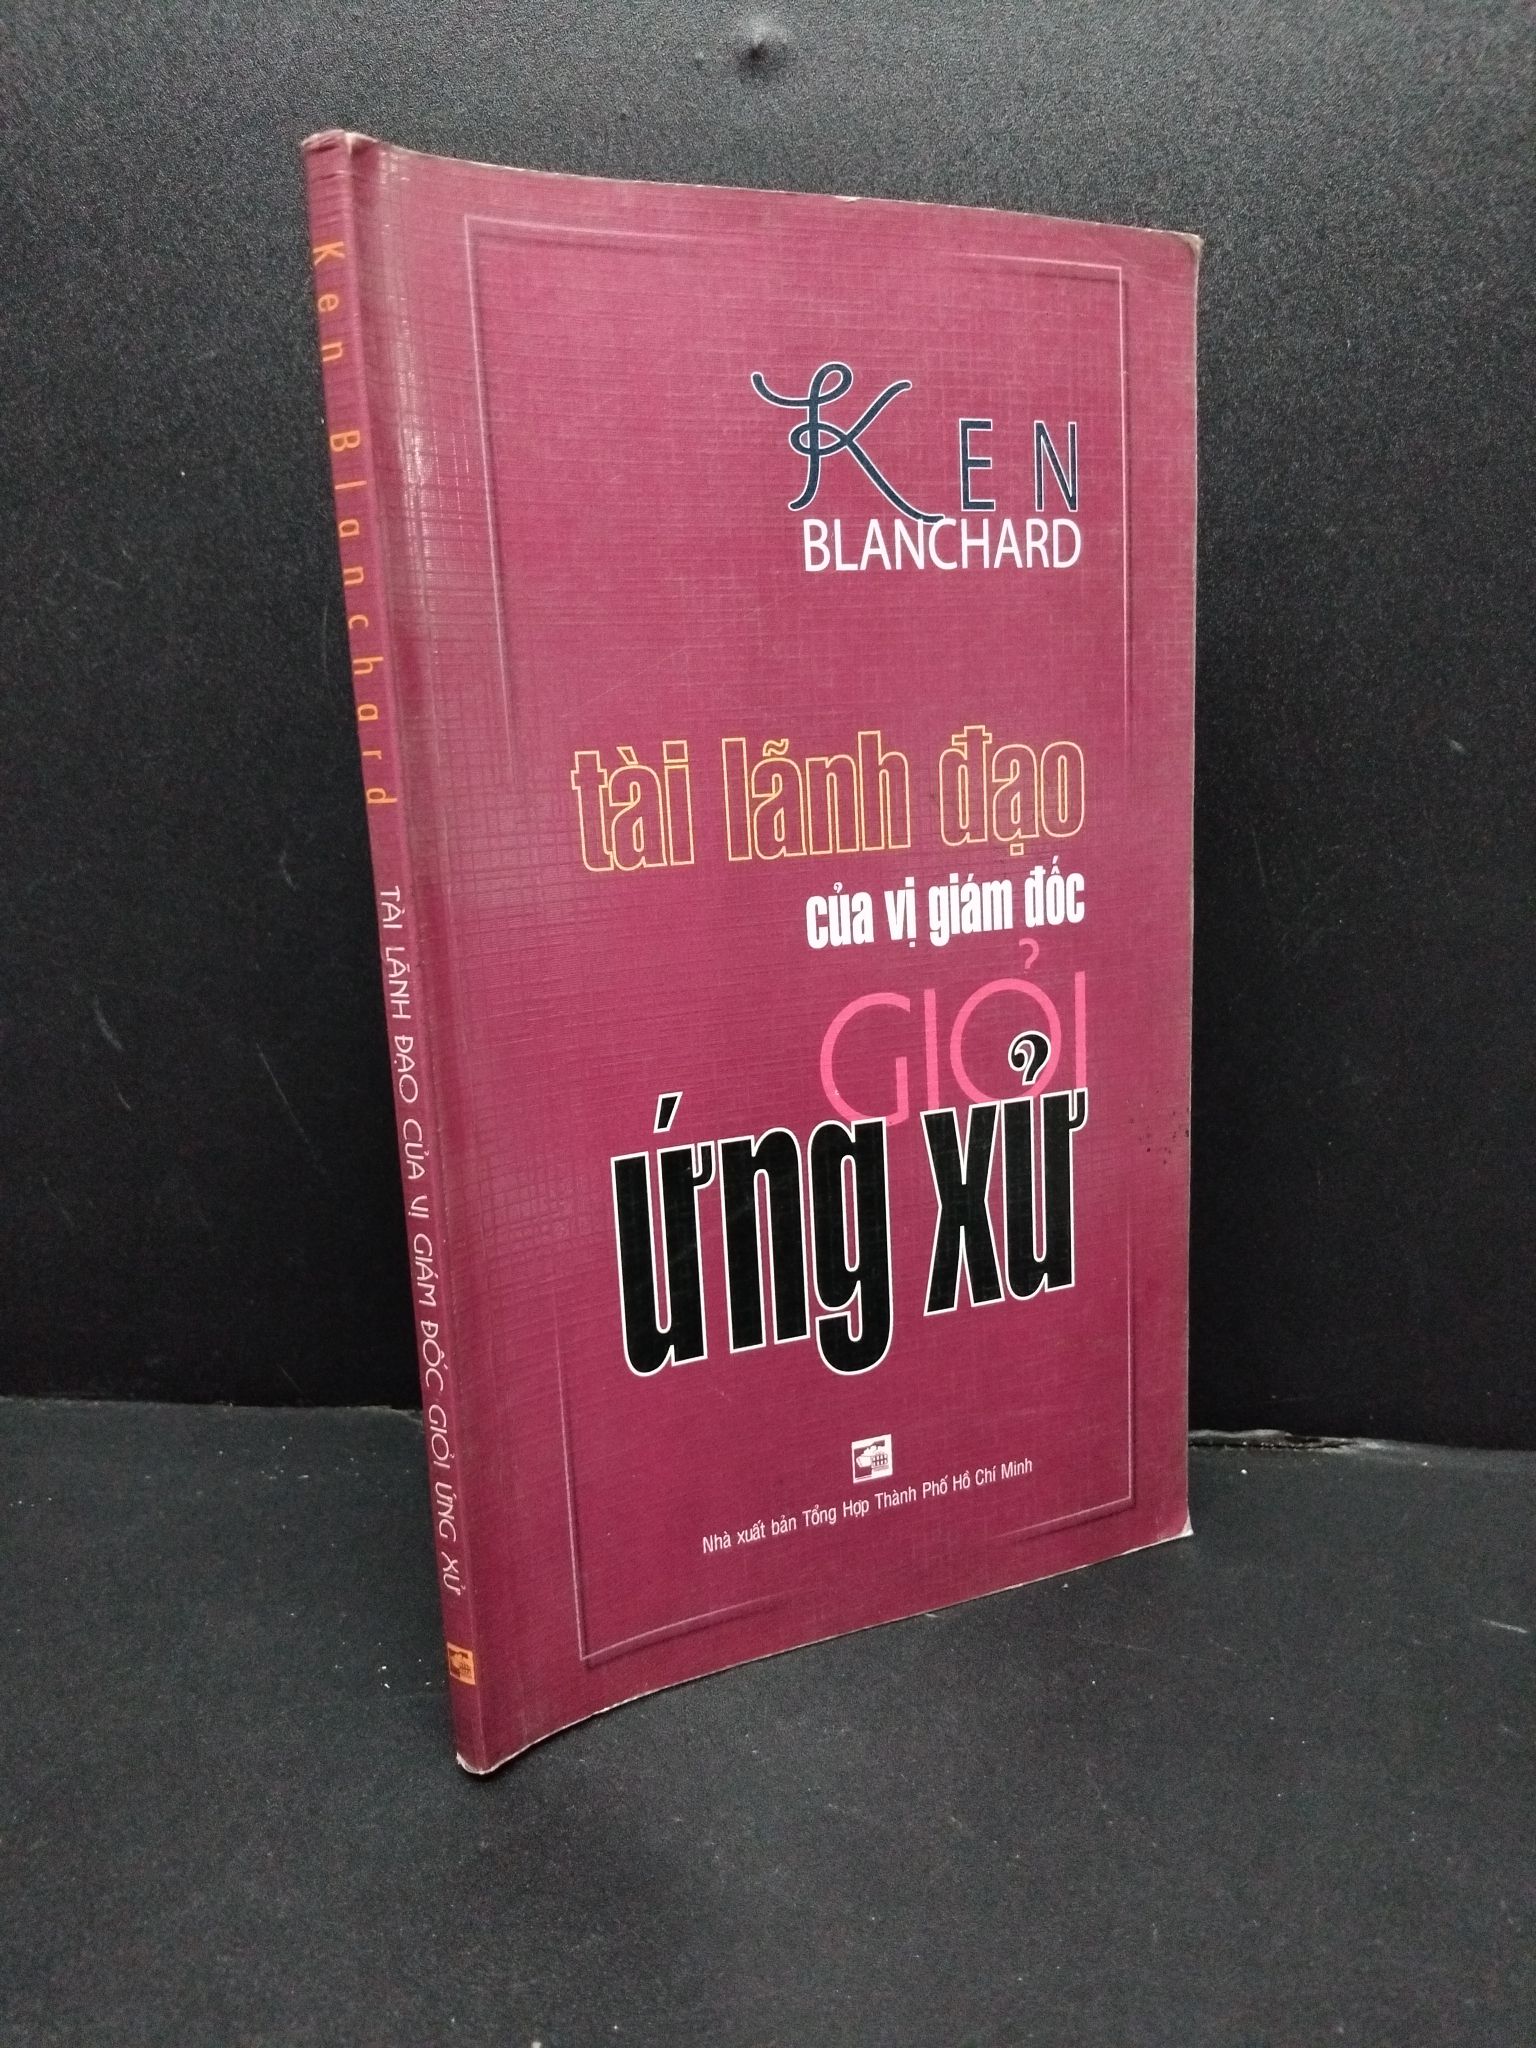 KEN
BLANCHARD
tài lãnh đạo
của vị giám đốc
GIỎI
ứng xử
Nhà xuất bản Tổng Hợp Thành Phố Hồ Chí Minh
Ken Blanchard TÀI LÃNH ĐẠO CỦA VỊ GIÁM ĐỐC GIỎI ỨNG XỬ